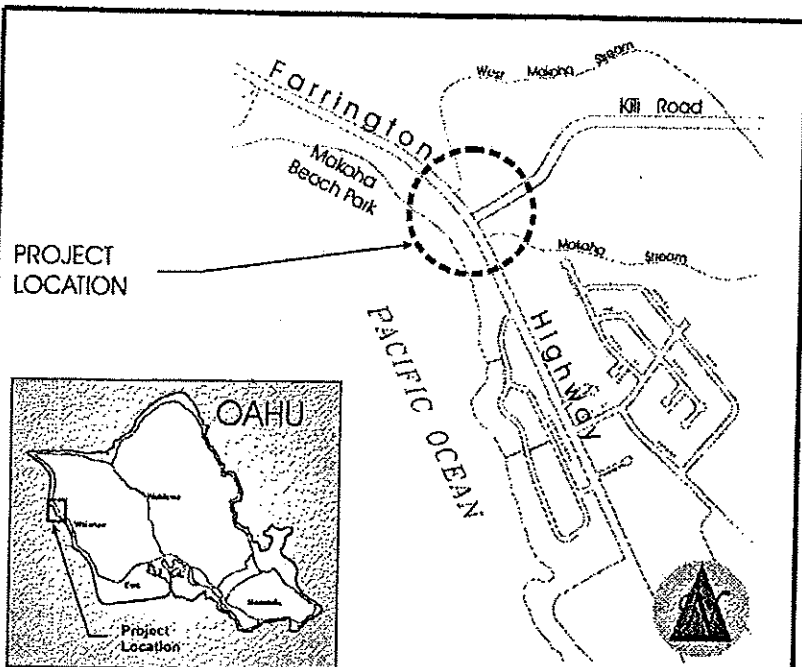 Farrington
West Makaha Stream
Kili Road
Makaha
Beach Park
PROJECT
LOCATION
Makaha Stream
Highway
PACIFIC OCEAN
OAHU
Project
Location